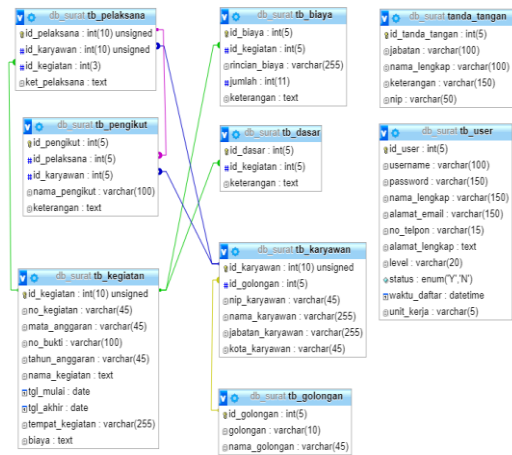 db_surat tb_pelaksana
id_pelaksana : int(10) unsigned
id_karyawan : int(10) unsigned
id_kegiatan : int(3)
ket_pelaksana : text
db_surat tb_pengikut
id_pengikut : int(5)
id_pelaksana : int(5)
id_karyawan : int(5)
nama_pengikut : varchar(100)
keterangan : text
db_surat tb_kegiatan
id_kegiatan : int(10) unsigned
no_kegiatan : varchar(45)
mata_anggaran : varchar(45)
no_bukti : varchar(100)
tahun_anggaran : varchar(45)
nama_kegiatan : text
tgl_mulai : date
tgl_akhir : date
tempat_kegiatan : varchar(255)
biaya : text
db_surat tb_biaya
id_biaya : int(5)
id_kegiatan : int(5)
rincian_biaya : varchar(255)
jumlah : int(11)
keterangan : text
db_surat tb_dasar
id_dasar : int(5)
id_kegiatan : int(5)
keterangan : text
db_surat tb_karyawan
id_karyawan : int(10) unsigned
id_golongan : int(5)
nip_karyawan : varchar(45)
nama_karyawan : varchar(255)
jabatan_karyawan : varchar(255)
kota_karyawan : varchar(45)
db_surat tb_golongan
id_golongan : int(5)
golongan : varchar(10)
nama_golongan : varchar(45)
db_surat tanda_tangan
id_tanda_tangan : int(5)
jabatan : varchar(100)
nama_lengkap : varchar(100)
keterangan : varchar(150)
nip : varchar(50)
db_surat tb_user
id_user : int(5)
username : varchar(100)
password : varchar(150)
nama_lengkap : varchar(150)
alamat_email : varchar(150)
no_telpon : varchar(15)
alamat_lengkap : text
level : varchar(20)
status : enum('Y','N')
waktu_daftar : datetime
unit_kerja : varchar(5)